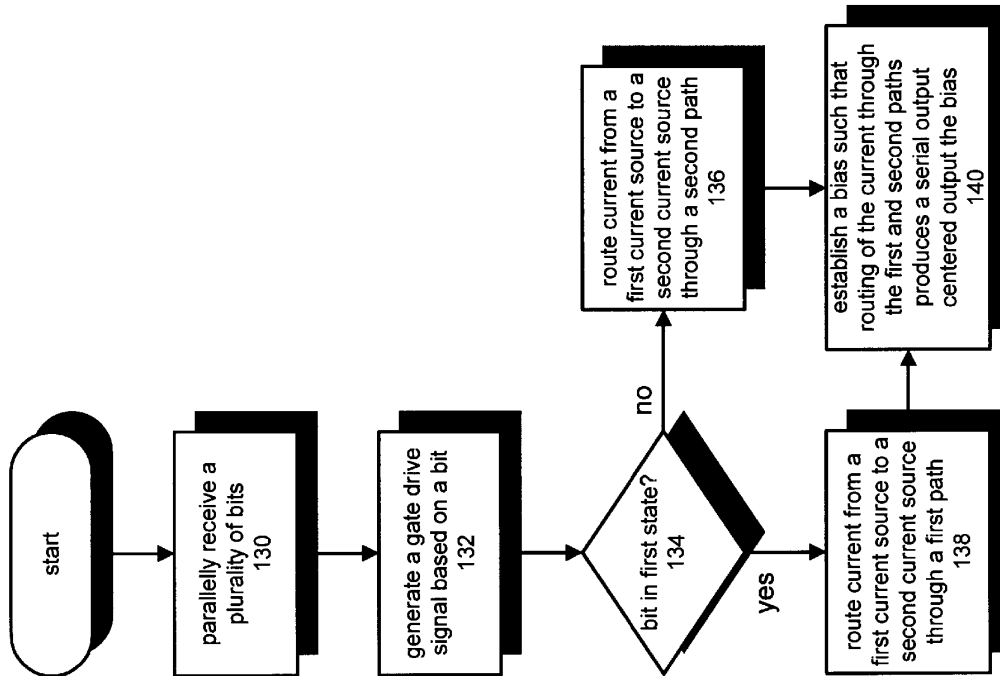 start
parallelly receive a
plurality of bits
130
generate a gate drive
signal based on a bit
132
bit in first state?
134
no
yes
route current from a
first current source to a
second current source
through a second path
136
route current from a
first current source to a
second current source
through a first path
138
establish a bias such that
routing of the current through
the first and second paths
produces a serial output
centered output the bias
140